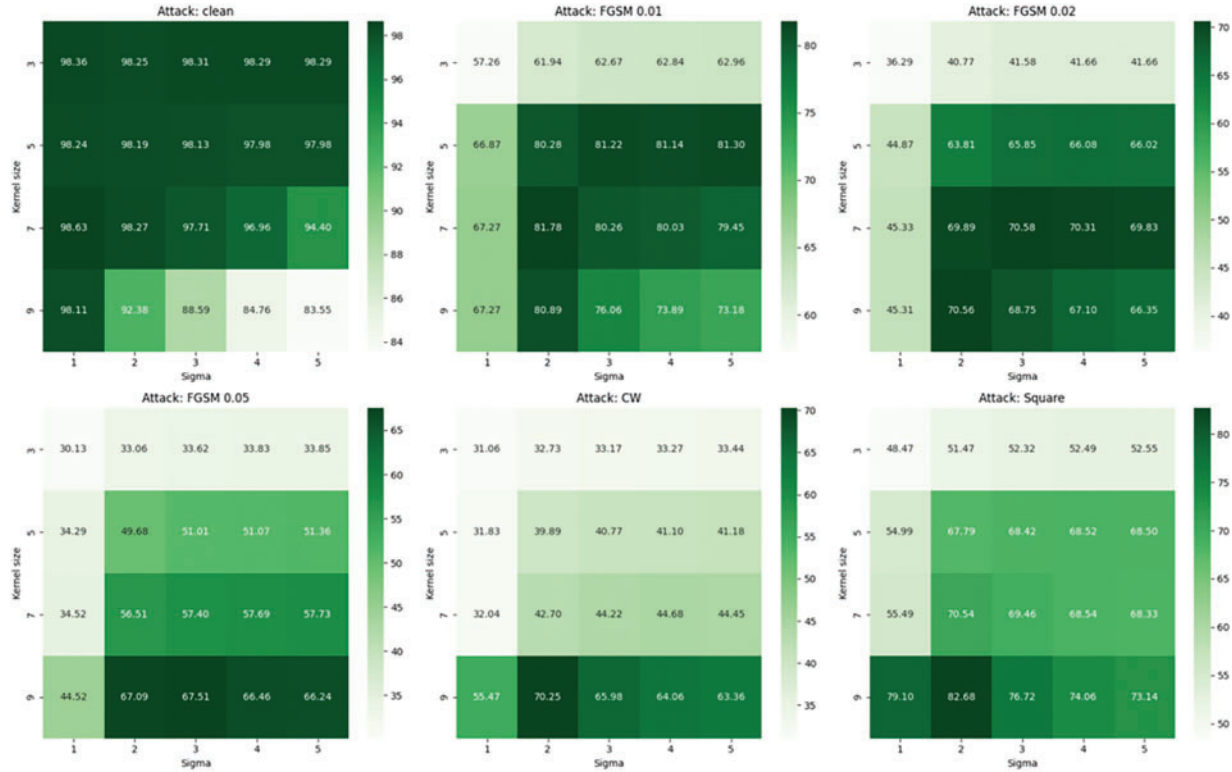 Attack: clean
Kernel size
3
98.36 98.25 98.31 98.29 98.29
98
96
5
98.24 98.19 98.13 97.98 97.98
94
92
7
98.63 98.27 97.71 96.96 94.40
90
88
9
98.11 92.38 88.59 84.76 83.55
86
84
1 2 3 4 5
Sigma
Attack: FGSM 0.01
Kernel size
3
57.26 61.94 62.67 62.84 62.96
80
5
66.87 80.28 81.22 81.14 81.30
75
70
7
67.27 81.78 80.26 80.03 79.45
65
9
67.27 80.89 76.06 73.89 73.18
60
1 2 3 4 5
Sigma
Attack: FGSM 0.02
Kernel size
3
36.29 40.77 41.58 41.66 41.66
70
65
5
44.87 63.81 65.85 66.08 66.02
60
55
7
45.33 69.89 70.58 70.31 69.83
50
45
9
45.31 70.56 68.75 67.10 66.35
40
1 2 3 4 5
Sigma
Attack: FGSM 0.05
Kernel size
3
30.13 33.06 33.62 33.83 33.85
65
60
5
34.29 49.68 51.01 51.07 51.36
55
50
7
34.52 56.51 57.40 57.69 57.73
45
40
9
44.52 67.09 67.51 66.46 66.24
35
1 2 3 4 5
Sigma
Attack: CW
Kernel size
3
31.06 32.73 33.17 33.27 33.44
70
65
5
31.83 39.89 40.77 41.10 41.18
60
55
7
32.04 42.70 44.22 44.68 44.45
50
45
9
55.47 70.25 65.98 64.06 63.36
40
35
1 2 3 4 5
Sigma
Attack: Square
Kernel size
3
48.47 51.47 52.32 52.49 52.55
80
75
5
54.99 67.79 68.42 68.52 68.50
70
65
7
55.49 70.54 69.46 68.54 68.33
60
55
9
79.10 82.68 76.72 74.06 73.14
50
1 2 3 4 5
Sigma